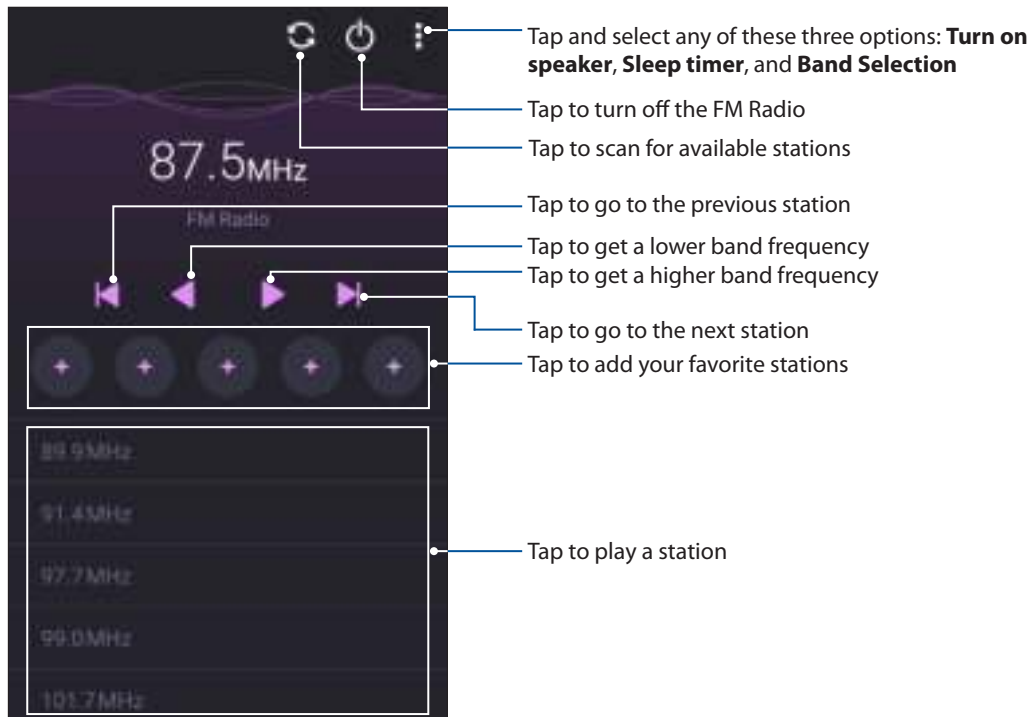 Tap and select any of these three options: Turn on
speaker, Sleep timer, and Band Selection
Tap to turn off the FM Radio
Tap to scan for available stations
87.5MHz
FM Radio
Tap to go to the previous station
Tap to get a lower band frequency
Tap to get a higher band frequency
Tap to go to the next station
Tap to add your favorite stations
89.9MHz
91.4MHz
97.7MHz
Tap to play a station
99.0MHz
101.7MHz